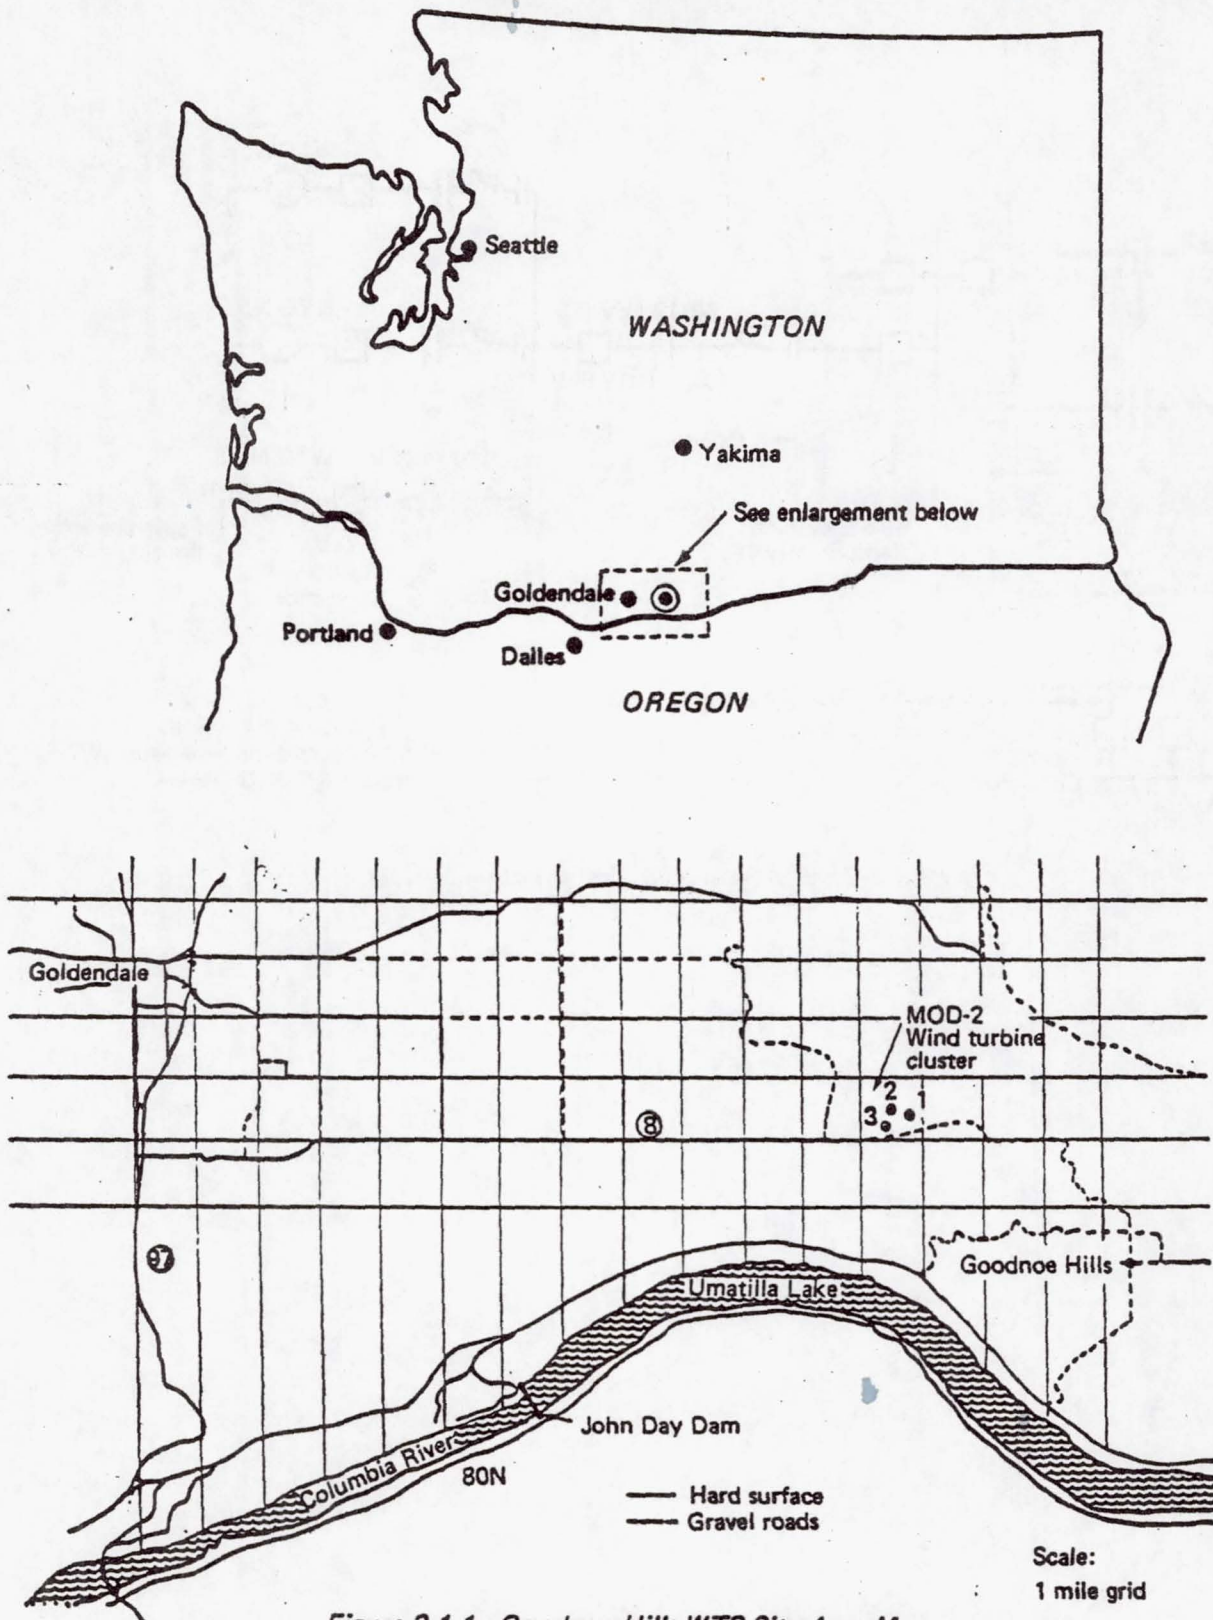 Seattle
WASHINGTON
Yakima
See enlargement below
Goldendale
Portland
Dalles
OREGON
Goldendale
MOD-2
Wind turbine
cluster
2
1
3
8
97
Goodnoe Hills
Umatilla Lake
John Day Dam
Columbia River
80N
Hard surface
Gravel roads
Scale:
1 mile grid